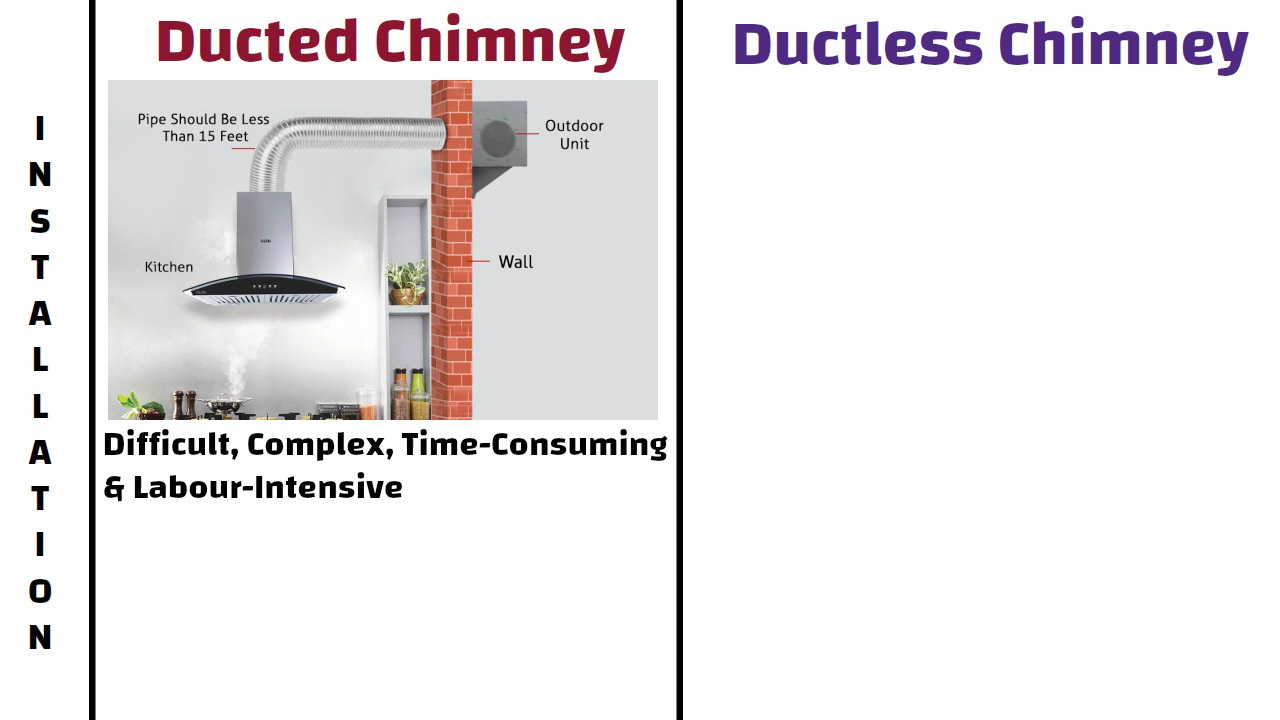 Ducted Chimney
Ductless Chimney
I
N
S
T
A
L
L
A
T
I
O
N
Pipe Should Be Less
Than 15 Feet
Outdoor
Unit
Kitchen
Wall
Difficult, Complex, Time-Consuming
& Labour-Intensive